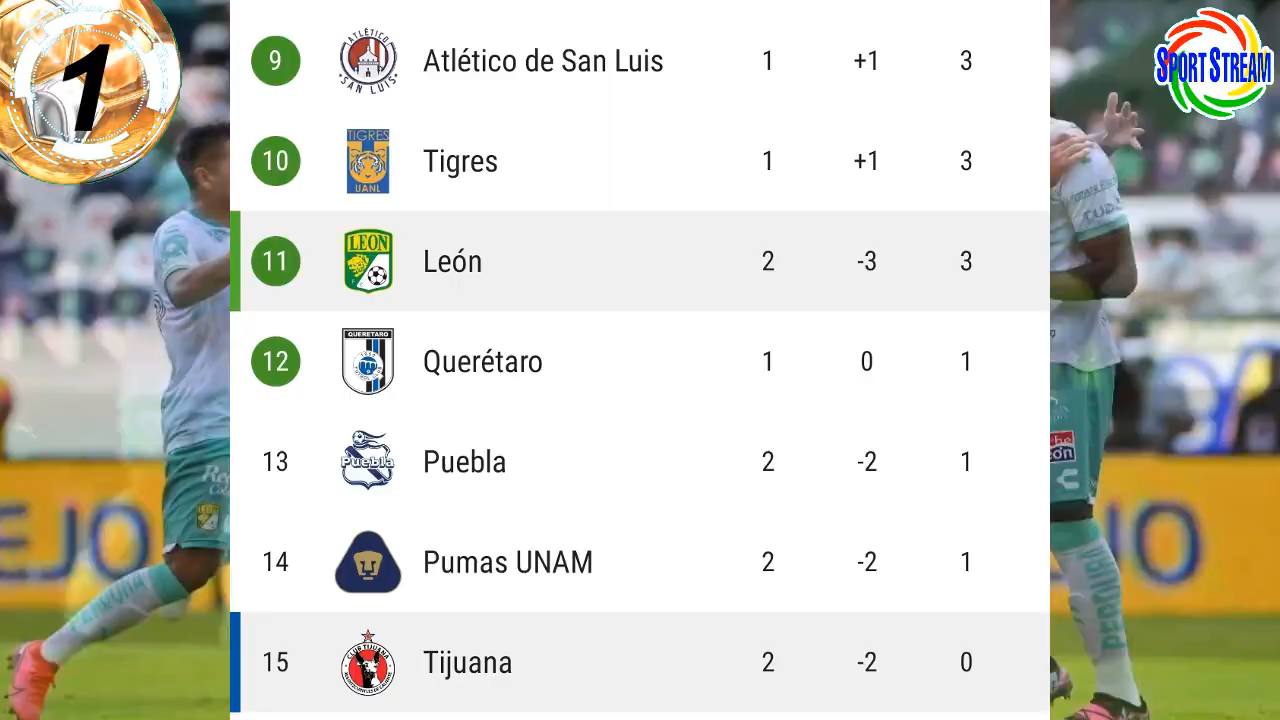 1
SPORT STREAM
9 ATLÉTICO SAN LUIS Atlético de San Luis 1 +1 3
10 TIGRES UANL Tigres 1 +1 3
11 LEON León 2 -3 3
12 QUERETARO Querétaro 1 0 1
13 Puebla Puebla 2 -2 1
14 Pumas UNAM 2 -2 1
15 CLUB TIJUANA Tijuana 2 -2 0
EJO
JO